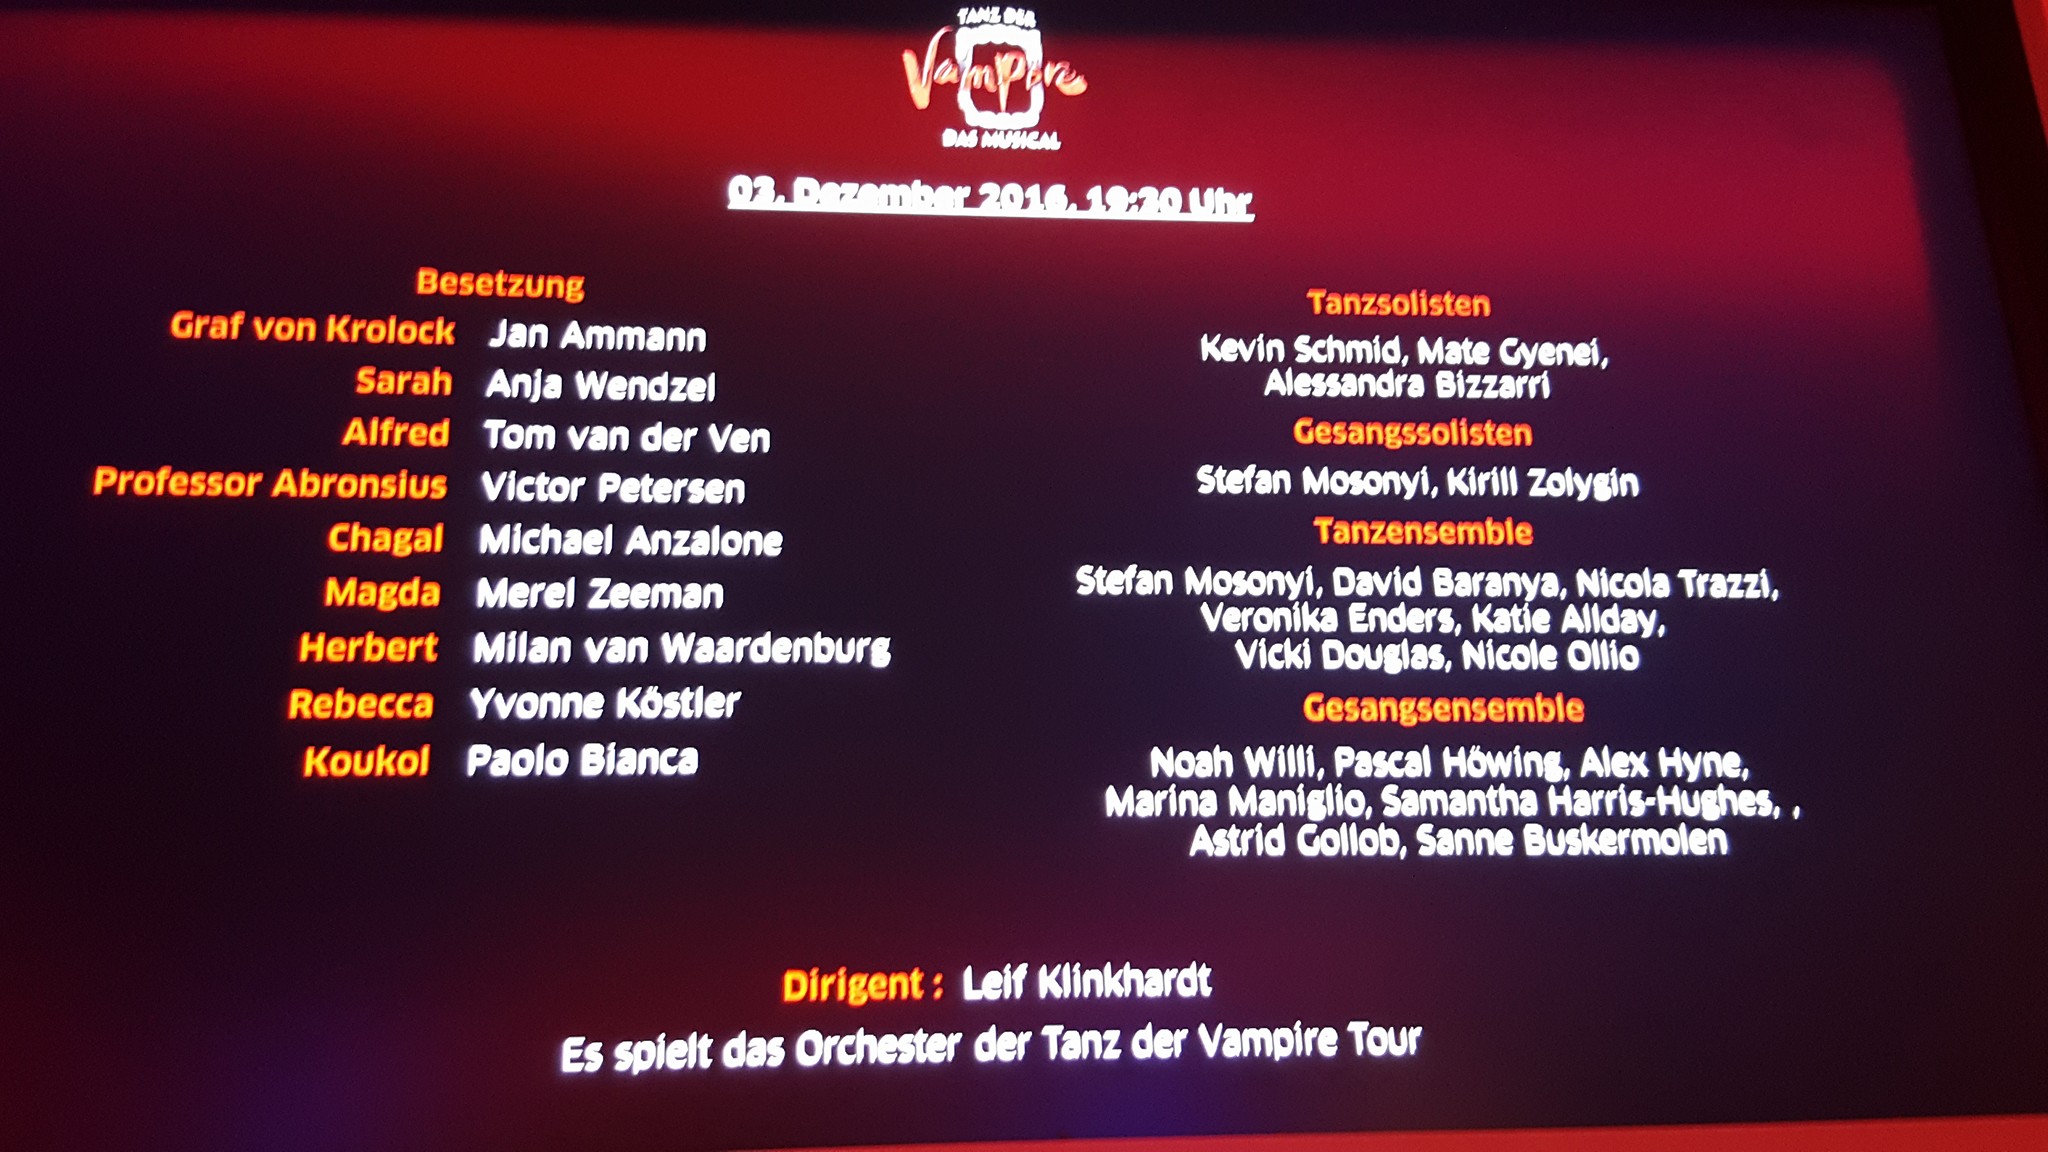 TANZ DER
Vampire
DAS MUSICAL
03. Dezember 2016, 19:30 Uhr
Besetzung
Graf von Krolock Jan Ammann
Sarah Anja Wendzel
Alfred Tom van der Ven
Professor Abronsius Victor Petersen
Chagal Michael Anzalone
Magda Merel Zeeman
Herbert Milan van Waardenburg
Rebecca Yvonne Köstler
Koukol Paolo Bianca
Tanzsolisten
Kevin Schmid, Mate Gyenei,
Alessandra Bizzarri
Gesangssolisten
Stefan Mosonyi, Kirill Zolygin
Tanzensemble
Stefan Mosonyi, David Baranya, Nicola Trazzi,
Veronika Enders, Katie Allday,
Vicki Douglas, Nicole Ollio
Gesangsensemble
Noah Willi, Pascal Höwing, Alex Hyne,
Marina Maniglio, Samantha Harris-Hughes, ,
Astrid Gollob, Sanne Buskermolen
Dirigent : Leif Klinkhardt
Es spielt das Orchester der Tanz der Vampire Tour